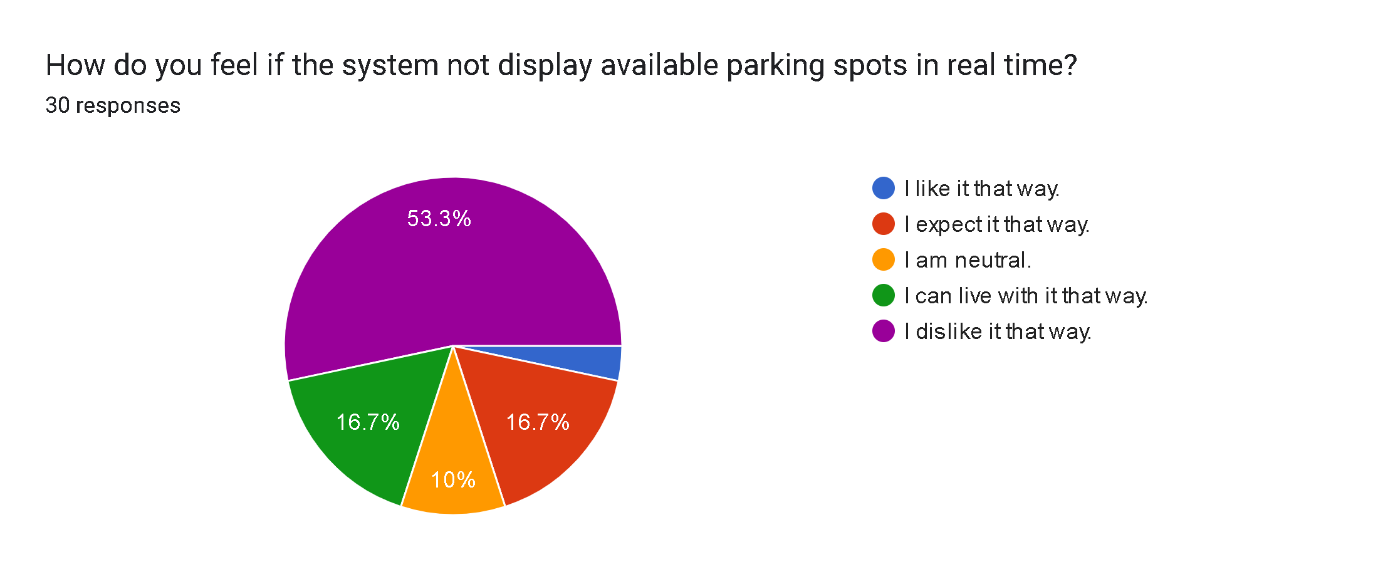 How do you feel if the system not display available parking spots in real time?
30 responses
53.3%
16.7%
16.7%
10%
I like it that way.
I expect it that way.
I am neutral.
I can live with it that way.
I dislike it that way.